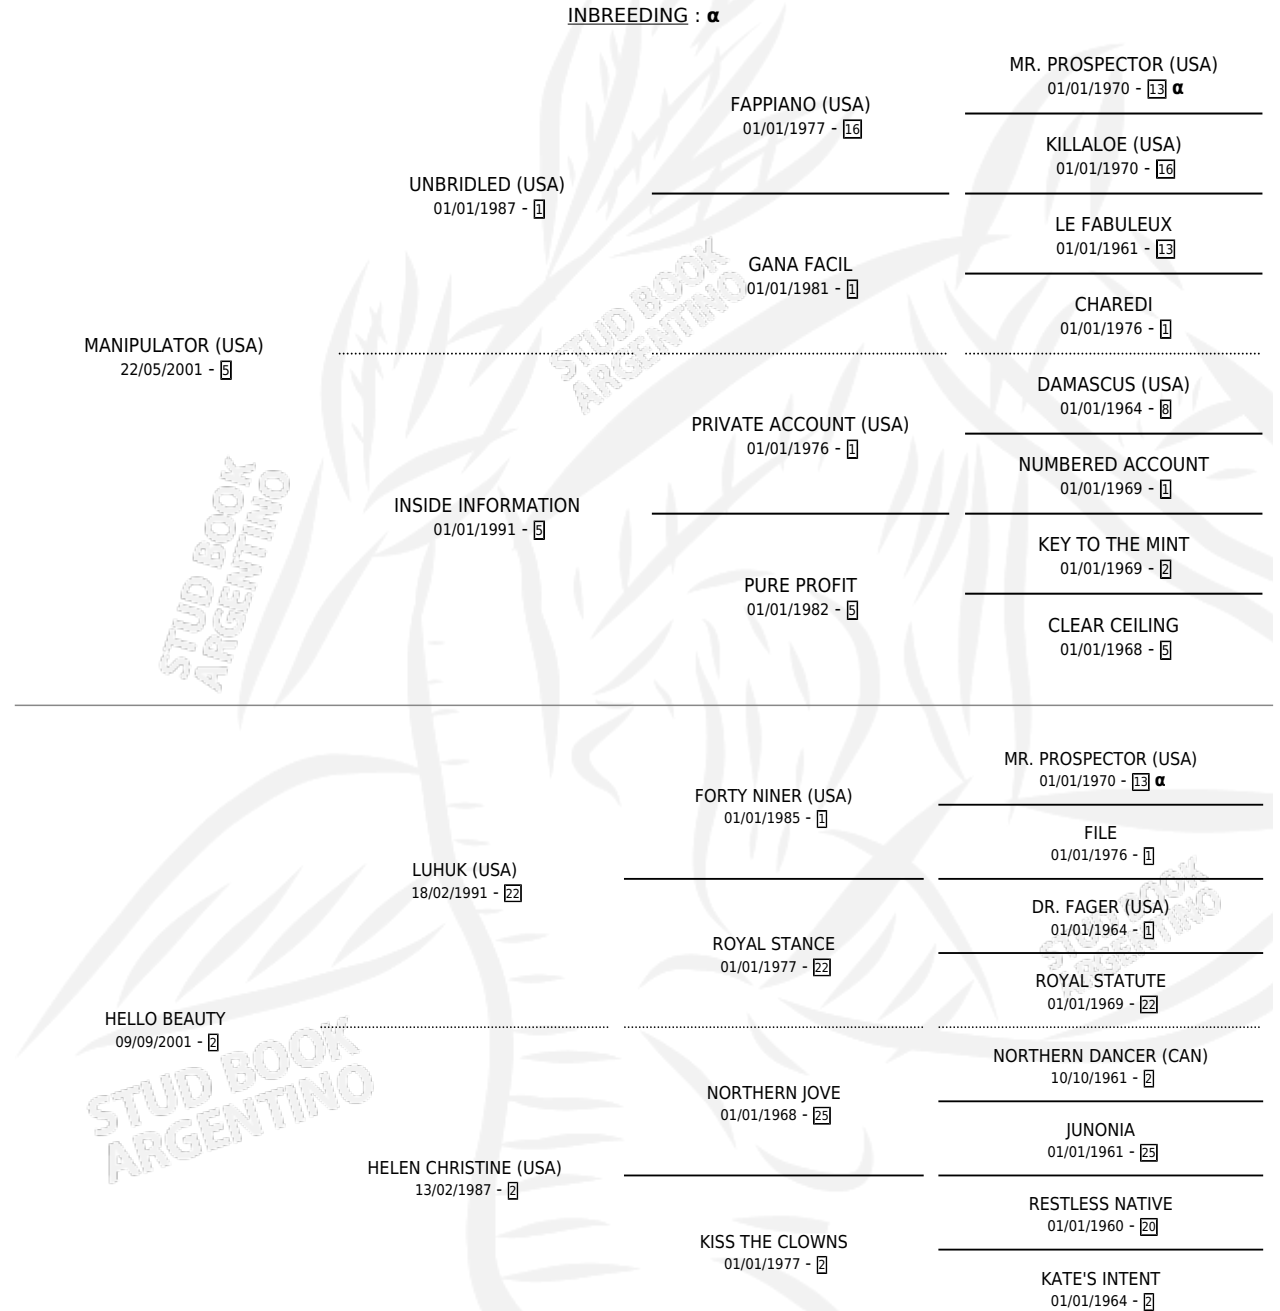 INBREEDING : α
MR. PROSPECTOR (USA)
01/01/1970 - 13 α
FAPPIANO (USA)
01/01/1977 - 16
KILLALOE (USA)
01/01/1970 - 16
UNBRIDLED (USA)
01/01/1987 - 1
LE FABULEUX
01/01/1961 - 13
GANA FACIL
01/01/1981 - 1
CHAREDI
01/01/1976 - 1
MANIPULATOR (USA)
22/05/2001 - 5
DAMASCUS (USA)
01/01/1964 - 8
PRIVATE ACCOUNT (USA)
01/01/1976 - 1
NUMBERED ACCOUNT
01/01/1969 - 1
INSIDE INFORMATION
01/01/1991 - 5
KEY TO THE MINT
01/01/1969 - 2
PURE PROFIT
01/01/1982 - 5
CLEAR CEILING
01/01/1968 - 5
STUD BOOK
ARGENTINO
STUD BOOK
ARGENTINO
MR. PROSPECTOR (USA)
01/01/1970 - 13 α
FORTY NINER (USA)
01/01/1985 - 1
FILE
01/01/1976 - 1
LUHUK (USA)
18/02/1991 - 22
DR. FAGER (USA)
01/01/1964 - 1
ROYAL STANCE
01/01/1977 - 22
ROYAL STATUTE
01/01/1969 - 22
HELLO BEAUTY
09/09/2001 - 2
NORTHERN DANCER (CAN)
10/10/1961 - 2
NORTHERN JOVE
01/01/1968 - 25
JUNONIA
01/01/1961 - 25
HELEN CHRISTINE (USA)
13/02/1987 - 2
RESTLESS NATIVE
01/01/1960 - 20
KISS THE CLOWNS
01/01/1977 - 2
KATE'S INTENT
01/01/1964 - 2
STUD BOOK
ARGENTINO
STUD BOOK
ARGENTINO